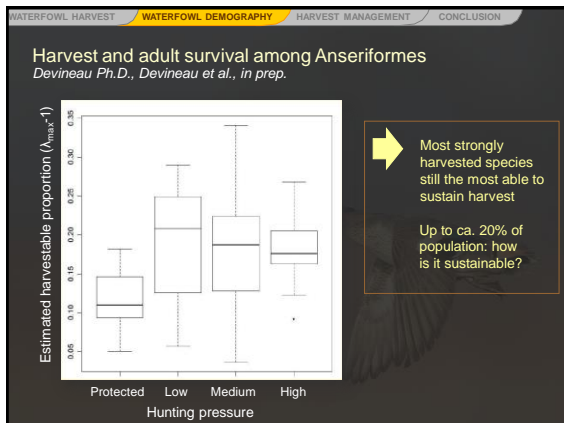 WATERFOWL HARVEST WATERFOWL DEMOGRAPHY HARVEST MANAGEMENT CONCLUSION
Harvest and adult survival among Anseriformes
Devineau Ph.D., Devineau et al., in prep.
Estimated harvestable proportion (λmax-1)
0.35
0.30
0.25
0.20
0.15
0.10
0.05
Protected Low Medium High
Hunting pressure
Most strongly
harvested species
still the most able to
sustain harvest
Up to ca. 20% of
population: how
is it sustainable?